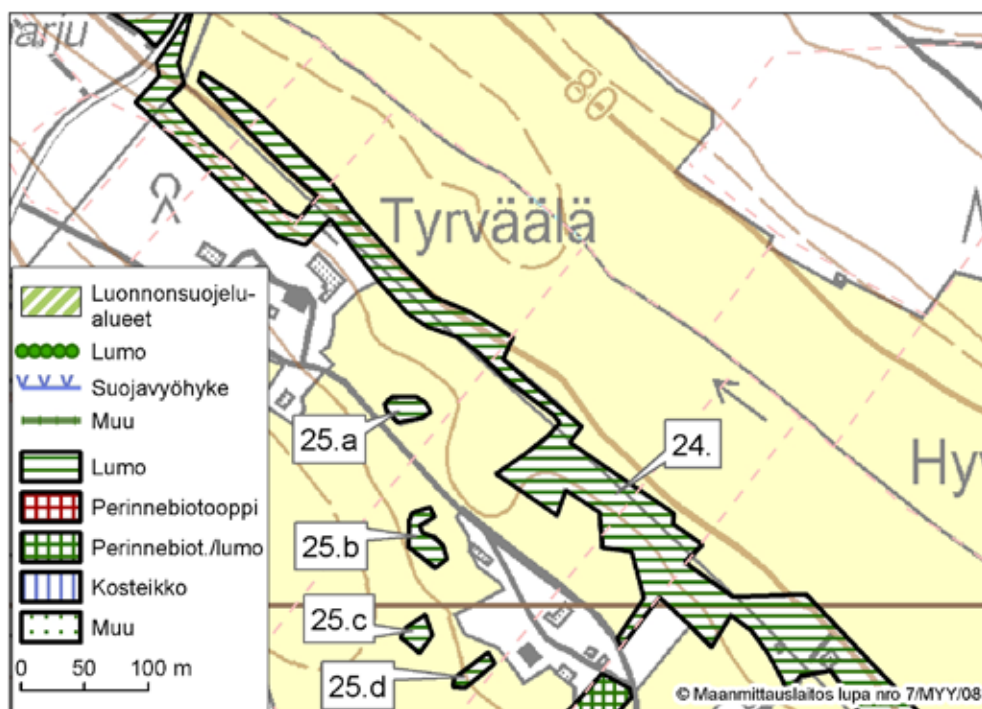 arju
80
Tyrväälä
Luonnonsuojelu-
alueet
Lumo
Suojavyöhyke
Muu
Lumo
Perinnebiotooppi
Perinnebiot./lumo
Kosteikko
Muu
0 50 100 m
25.a
24.
Hyv
25.b
25.c
25.d
© Maanmittauslaitos lupa nro 7/MYY/08